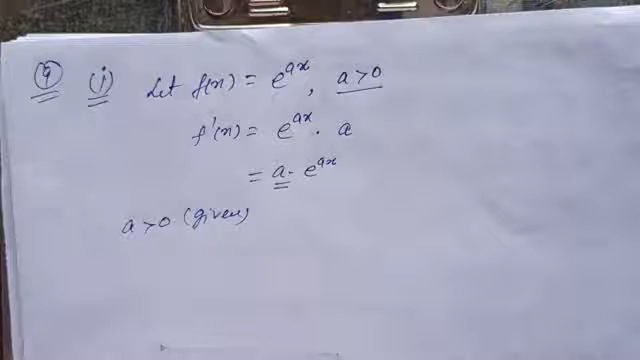 9 (i) Let f(x) = e^{ax}, a > 0
f'(x) = e^{ax} · a
= a · e^{ax}
a > 0 (given)